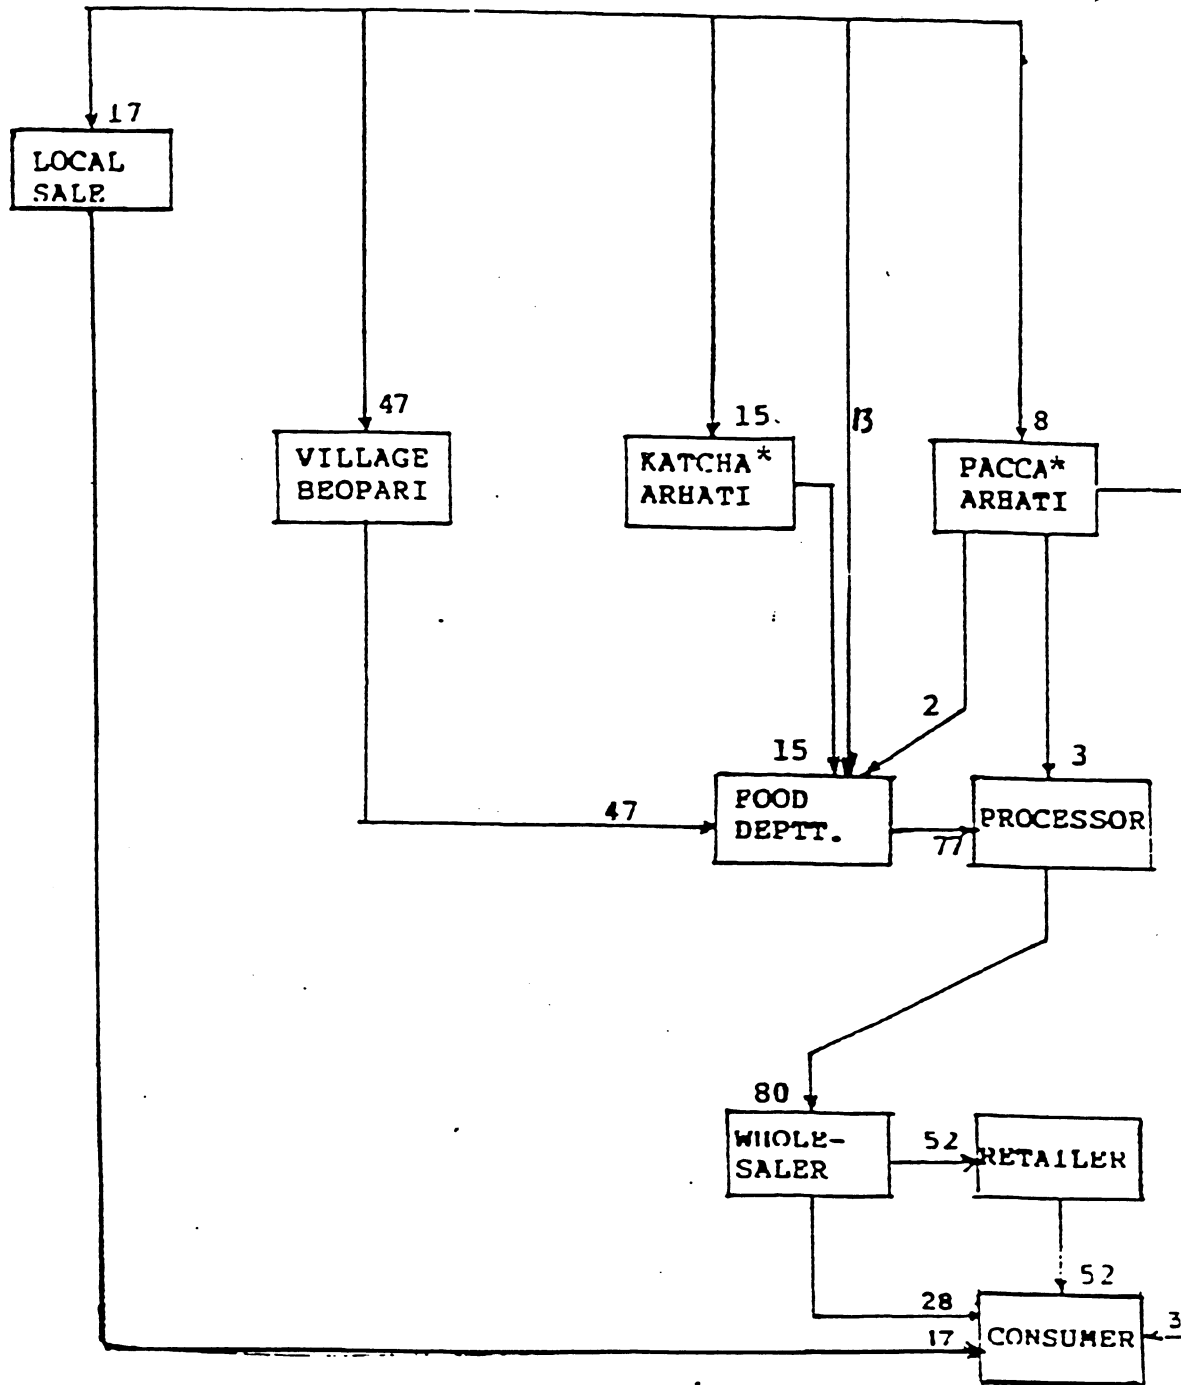 17
LOCAL
SALE
47
VILLAGE
BEOPARI
15
KATCHA*
ARHATI
13
8
PACCA*
ARHATI
2
15
3
47
FOOD
DEPTT.
77
PROCESSOR
80
WHOLE-
SALER
52
RETAILER
52
28
17
CONSUMER
3